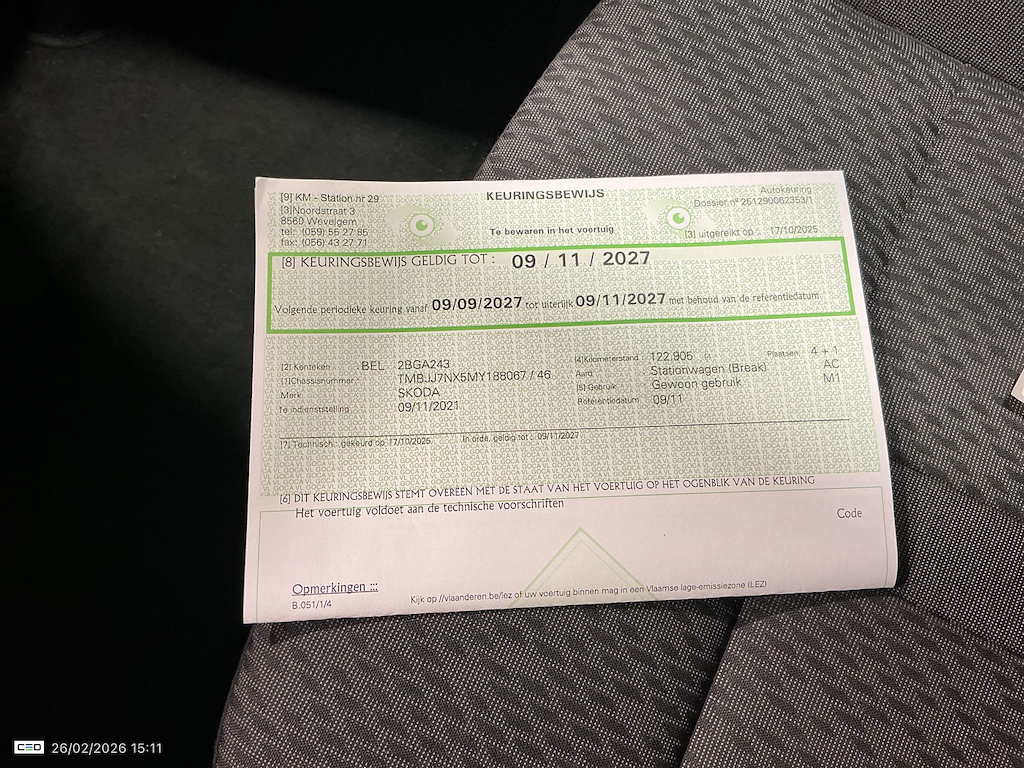 [9] KM - Station nr 29
[3]Noordstraat 3
8560 Wevelgem
tel: (059) 55 27 85
fax: (056) 43 27 71
KEURINGSBEWIJS
Te bewaren in het voertuig
Autokeuring
Dossier nº 251290062353/1
[3] uitgereikt op : 17/10/2025
[8] KEURINGSBEWIJS GELDIG TOT : 09 / 11 / 2027
Volgende periodieke keuring vanaf 09/09/2027 tot uiterlijk 09/11/2027 met behoud van de referentiedatum
[2] Kenteken BEL 2BGA243
[1]Chassisnummer TMBJJ7NX5MY188067 / 46
Merk SKODA
1e indienststelling 09/11/2021
[4]Kilometerstand 122.905 Plaatsen 4 + 1
Aard Stationwagen (Break) AC
[5] Gebruik Gewoon gebruik M1
Referentiedatum 09/11
[7] Technisch gekeurd op 17/10/2025 In orde, geldig tot : 09/11/2027
[6] DIT KEURINGSBEWIJS STEMT OVEREEN MET DE STAAT VAN HET VOERTUIG OP HET OGENBLIK VAN DE KEURING
Het voertuig voldoet aan de technische voorschriften
Code
Opmerkingen :::
B.051/1/4
Kijk op //vlaanderen.be/lez of uw voertuig binnen mag in een Vlaamse lage-emissiezone (LEZ)
CEO 26/02/2026 15:11